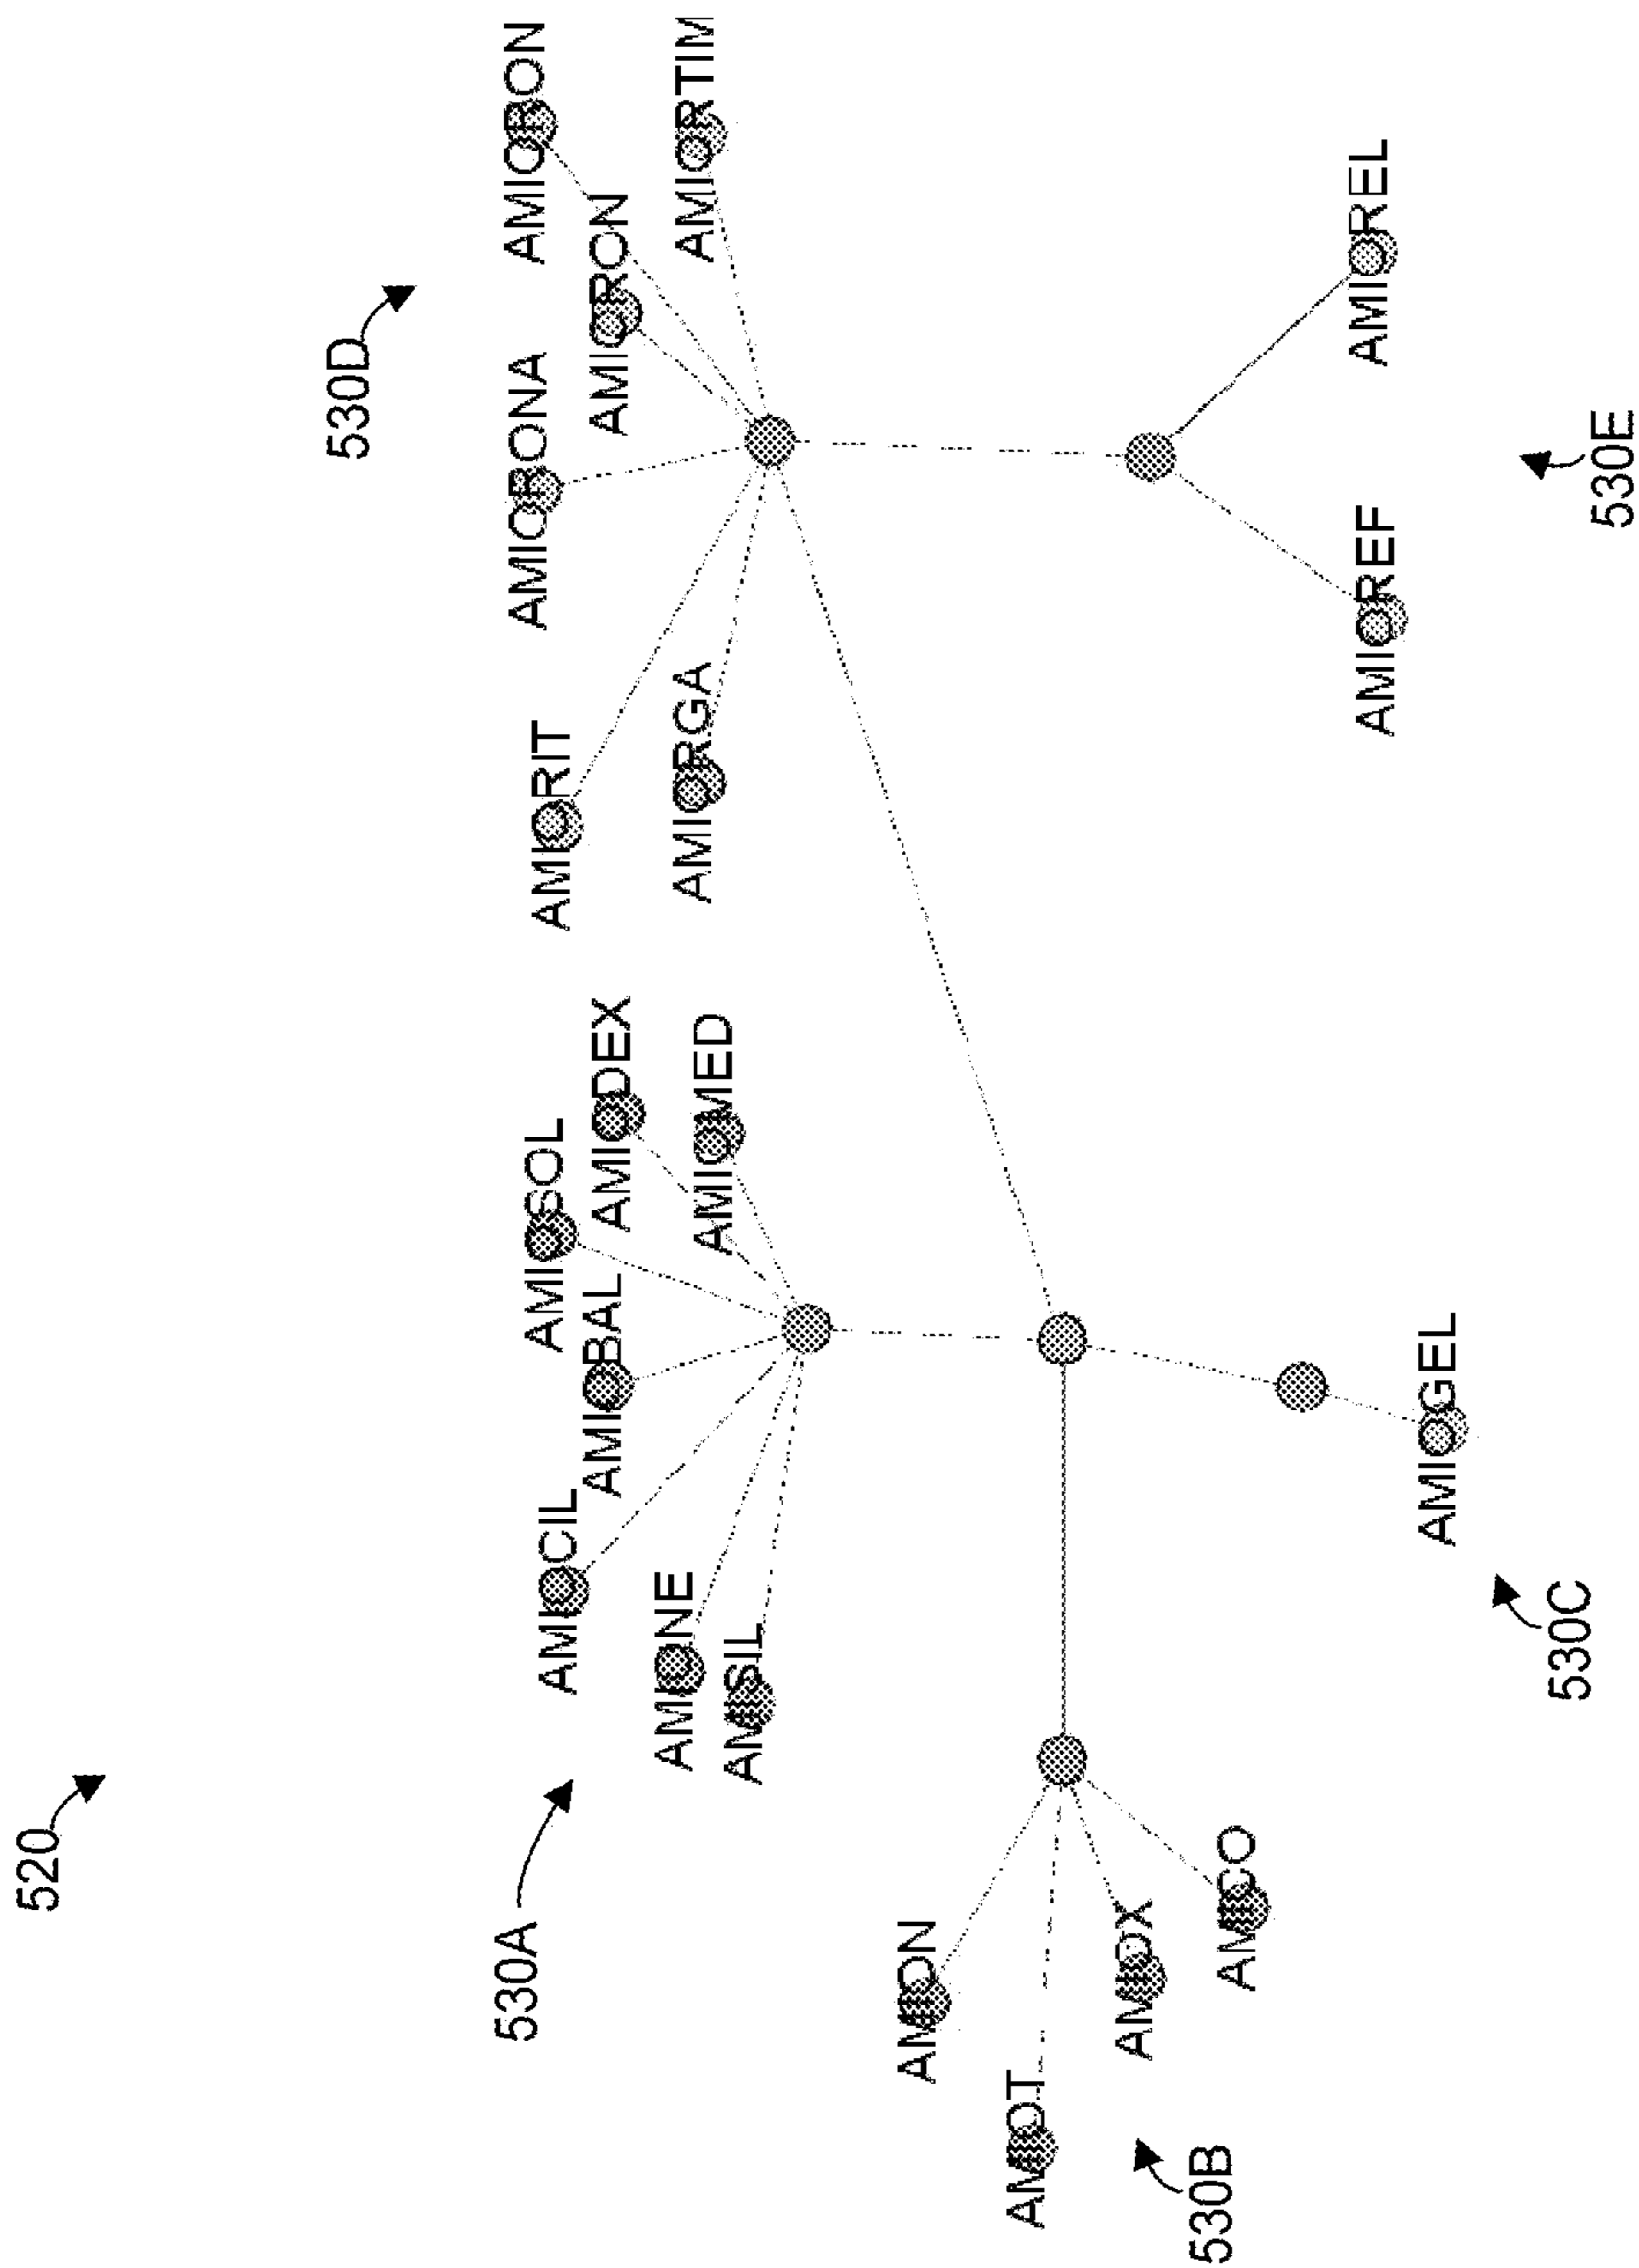 520
530A
530D
AMIOCIL
AMIOSOL
AMIORIT
AMIORONA
AMIORON
AMIOBAL
AMIODEX
AMICRON
AMIONE
AMIOMED
AMIORGA
AMIORTIM
AMISIL
AMION
AMIOT
AMIOX
AMICO
530B
AMIOREF
AMIOREL
AMIOGEL
530C
530E